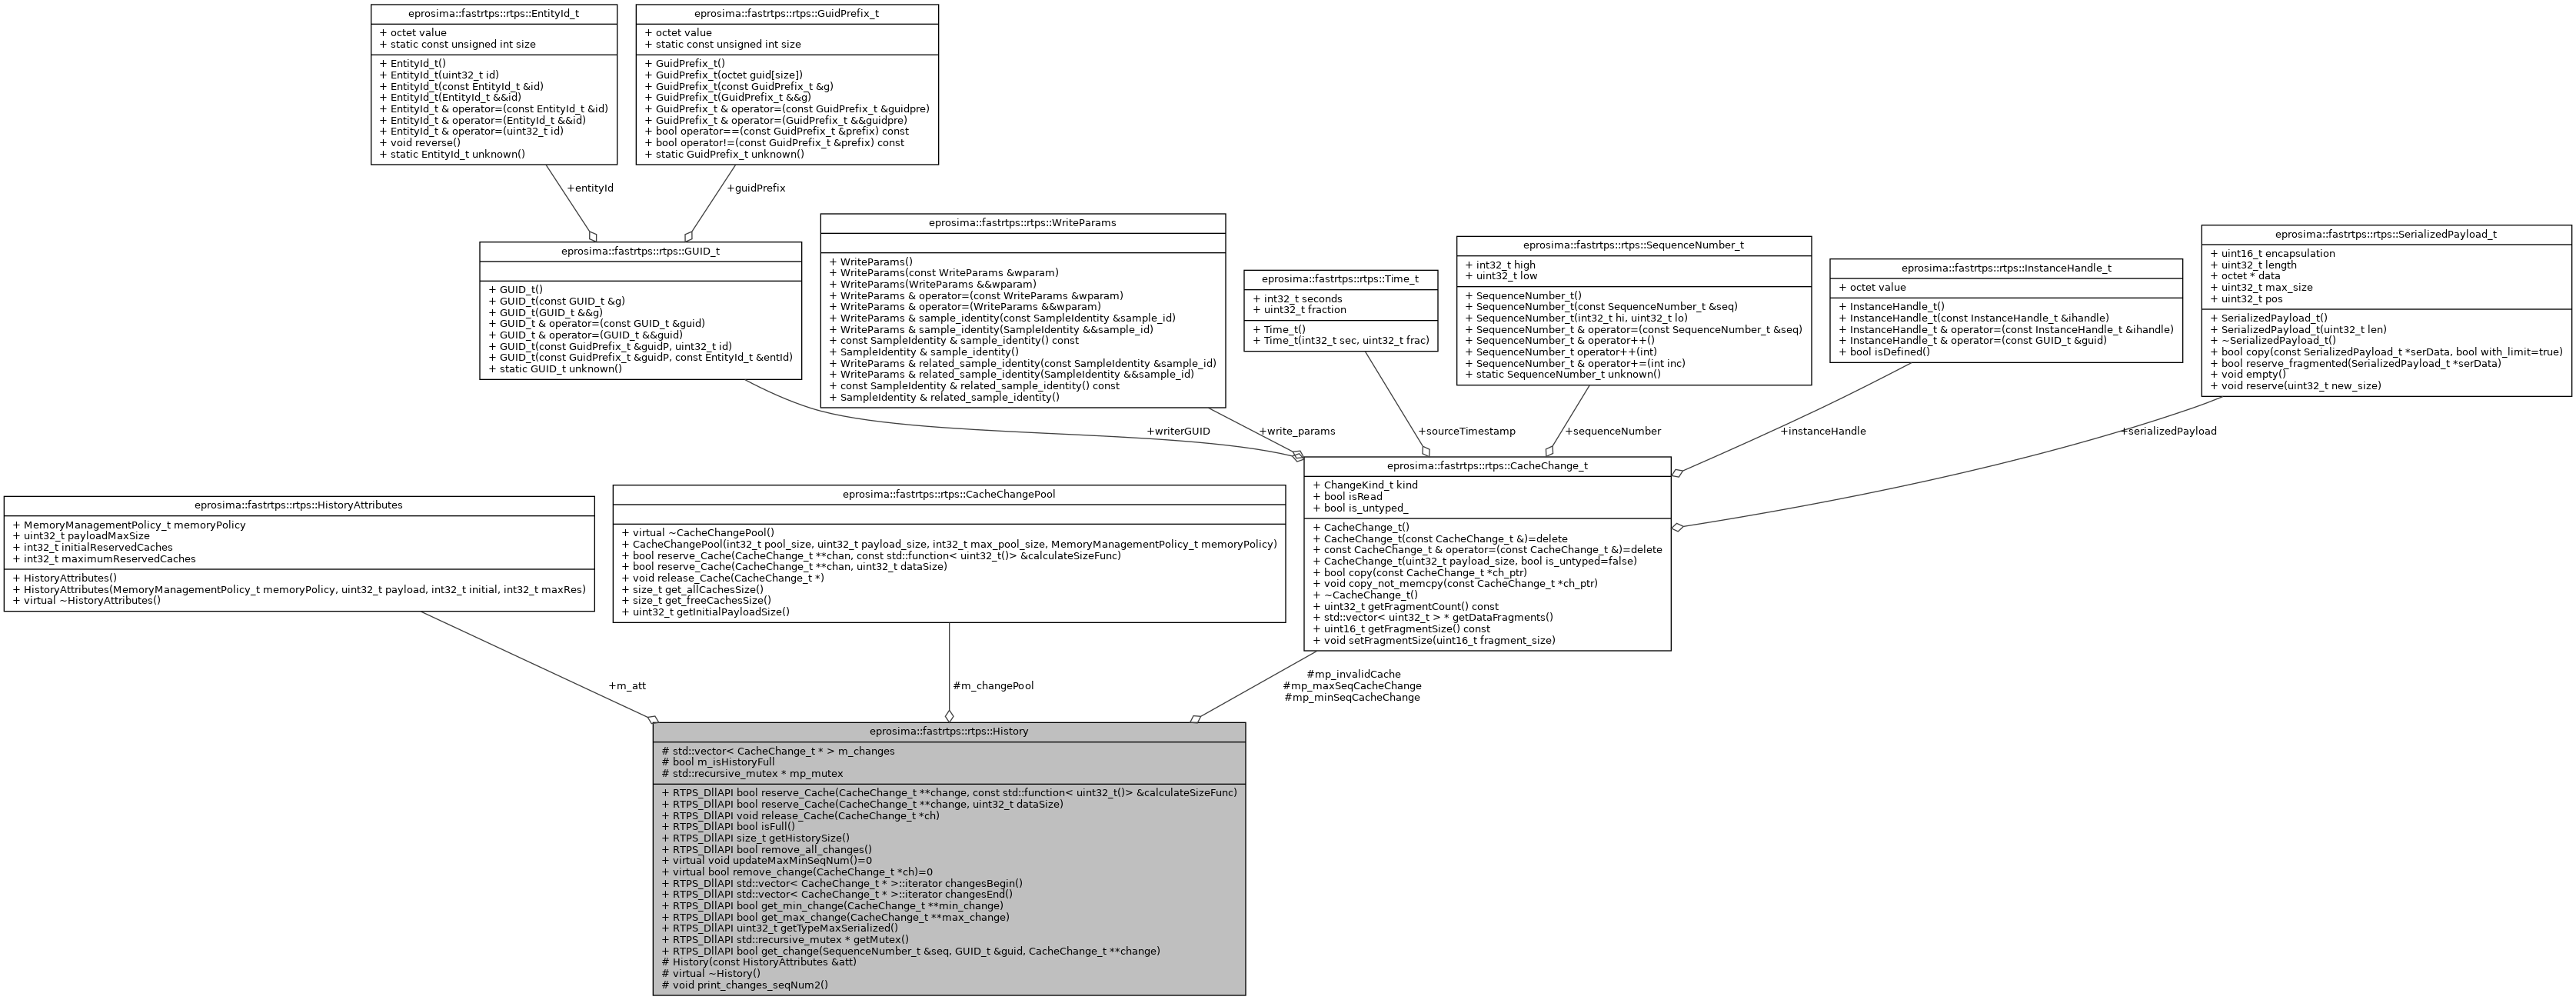 eprosima::fastrtps::rtps::EntityId_t
+ octet value
+ static const unsigned int size
+ EntityId_t()
+ EntityId_t(uint32_t id)
+ EntityId_t(const EntityId_t &id)
+ EntityId_t(EntityId_t &&id)
+ EntityId_t & operator=(const EntityId_t &id)
+ EntityId_t & operator=(EntityId_t &&id)
+ EntityId_t & operator=(uint32_t id)
+ void reverse()
+ static EntityId_t unknown()
eprosima::fastrtps::rtps::GuidPrefix_t
+ octet value
+ static const unsigned int size
+ GuidPrefix_t()
+ GuidPrefix_t(octet guid[size])
+ GuidPrefix_t(const GuidPrefix_t &g)
+ GuidPrefix_t(GuidPrefix_t &&g)
+ GuidPrefix_t & operator=(const GuidPrefix_t &guidpre)
+ GuidPrefix_t & operator=(GuidPrefix_t &&guidpre)
+ bool operator==(const GuidPrefix_t &prefix) const
+ bool operator!=(const GuidPrefix_t &prefix) const
+ static GuidPrefix_t unknown()
+entityId
+guidPrefix
eprosima::fastrtps::rtps::GUID_t
+ GUID_t()
+ GUID_t(const GUID_t &g)
+ GUID_t(GUID_t &&g)
+ GUID_t & operator=(const GUID_t &guid)
+ GUID_t & operator=(GUID_t &&guid)
+ GUID_t(const GuidPrefix_t &guidP, uint32_t id)
+ GUID_t(const GuidPrefix_t &guidP, const EntityId_t &entId)
+ static GUID_t unknown()
eprosima::fastrtps::rtps::WriteParams
+ WriteParams()
+ WriteParams(const WriteParams &wparam)
+ WriteParams(WriteParams &&wparam)
+ WriteParams & operator=(const WriteParams &wparam)
+ WriteParams & operator=(WriteParams &&wparam)
+ WriteParams & sample_identity(const SampleIdentity &sample_id)
+ WriteParams & sample_identity(SampleIdentity &&sample_id)
+ const SampleIdentity & sample_identity() const
+ SampleIdentity & sample_identity()
+ WriteParams & related_sample_identity(const SampleIdentity &sample_id)
+ WriteParams & related_sample_identity(SampleIdentity &&sample_id)
+ const SampleIdentity & related_sample_identity() const
+ SampleIdentity & related_sample_identity()
eprosima::fastrtps::rtps::Time_t
+ int32_t seconds
+ uint32_t fraction
+ Time_t()
+ Time_t(int32_t sec, uint32_t frac)
eprosima::fastrtps::rtps::SequenceNumber_t
+ int32_t high
+ uint32_t low
+ SequenceNumber_t()
+ SequenceNumber_t(const SequenceNumber_t &seq)
+ SequenceNumber_t(int32_t hi, uint32_t lo)
+ SequenceNumber_t & operator=(const SequenceNumber_t &seq)
+ SequenceNumber_t & operator++()
+ SequenceNumber_t operator++(int)
+ SequenceNumber_t & operator+=(int inc)
+ static SequenceNumber_t unknown()
eprosima::fastrtps::rtps::InstanceHandle_t
+ octet value
+ InstanceHandle_t()
+ InstanceHandle_t(const InstanceHandle_t &ihandle)
+ InstanceHandle_t & operator=(const InstanceHandle_t &ihandle)
+ InstanceHandle_t & operator=(const GUID_t &guid)
+ bool isDefined()
eprosima::fastrtps::rtps::SerializedPayload_t
+ uint16_t encapsulation
+ uint32_t length
+ octet * data
+ uint32_t max_size
+ uint32_t pos
+ SerializedPayload_t()
+ SerializedPayload_t(uint32_t len)
+ ~SerializedPayload_t()
+ bool copy(const SerializedPayload_t *serData, bool with_limit=true)
+ bool reserve_fragmented(SerializedPayload_t *serData)
+ void empty()
+ void reserve(uint32_t new_size)
+writerGUID
+write_params
+sourceTimestamp
+sequenceNumber
+instanceHandle
+serializedPayload
eprosima::fastrtps::rtps::HistoryAttributes
+ MemoryManagementPolicy_t memoryPolicy
+ uint32_t payloadMaxSize
+ int32_t initialReservedCaches
+ int32_t maximumReservedCaches
+ HistoryAttributes()
+ HistoryAttributes(MemoryManagementPolicy_t memoryPolicy, uint32_t payload, int32_t initial, int32_t maxRes)
+ virtual ~HistoryAttributes()
eprosima::fastrtps::rtps::CacheChangePool
+ virtual ~CacheChangePool()
+ CacheChangePool(int32_t pool_size, uint32_t payload_size, int32_t max_pool_size, MemoryManagementPolicy_t memoryPolicy)
+ bool reserve_Cache(CacheChange_t **chan, const std::function< uint32_t()> &calculateSizeFunc)
+ bool reserve_Cache(CacheChange_t **chan, uint32_t dataSize)
+ void release_Cache(CacheChange_t *)
+ size_t get_allCachesSize()
+ size_t get_freeCachesSize()
+ uint32_t getInitialPayloadSize()
eprosima::fastrtps::rtps::CacheChange_t
+ ChangeKind_t kind
+ bool isRead
+ bool is_untyped_
+ CacheChange_t()
+ CacheChange_t(const CacheChange_t &)=delete
+ const CacheChange_t & operator=(const CacheChange_t &)=delete
+ CacheChange_t(uint32_t payload_size, bool is_untyped=false)
+ bool copy(const CacheChange_t *ch_ptr)
+ void copy_not_memcpy(const CacheChange_t *ch_ptr)
+ ~CacheChange_t()
+ uint32_t getFragmentCount() const
+ std::vector< uint32_t > * getDataFragments()
+ uint16_t getFragmentSize() const
+ void setFragmentSize(uint16_t fragment_size)
+m_att
#m_changePool
#mp_invalidCache
#mp_maxSeqCacheChange
#mp_minSeqCacheChange
eprosima::fastrtps::rtps::History
# std::vector< CacheChange_t * > m_changes
# bool m_isHistoryFull
# std::recursive_mutex * mp_mutex
+ RTPS_DllAPI bool reserve_Cache(CacheChange_t **change, const std::function< uint32_t()> &calculateSizeFunc)
+ RTPS_DllAPI bool reserve_Cache(CacheChange_t **change, uint32_t dataSize)
+ RTPS_DllAPI void release_Cache(CacheChange_t *ch)
+ RTPS_DllAPI bool isFull()
+ RTPS_DllAPI size_t getHistorySize()
+ RTPS_DllAPI bool remove_all_changes()
+ virtual void updateMaxMinSeqNum()=0
+ virtual bool remove_change(CacheChange_t *ch)=0
+ RTPS_DllAPI std::vector< CacheChange_t * >::iterator changesBegin()
+ RTPS_DllAPI std::vector< CacheChange_t * >::iterator changesEnd()
+ RTPS_DllAPI bool get_min_change(CacheChange_t **min_change)
+ RTPS_DllAPI bool get_max_change(CacheChange_t **max_change)
+ RTPS_DllAPI uint32_t getTypeMaxSerialized()
+ RTPS_DllAPI std::recursive_mutex * getMutex()
+ RTPS_DllAPI bool get_change(SequenceNumber_t &seq, GUID_t &guid, CacheChange_t **change)
# History(const HistoryAttributes &att)
# virtual ~History()
# void print_changes_seqNum2()